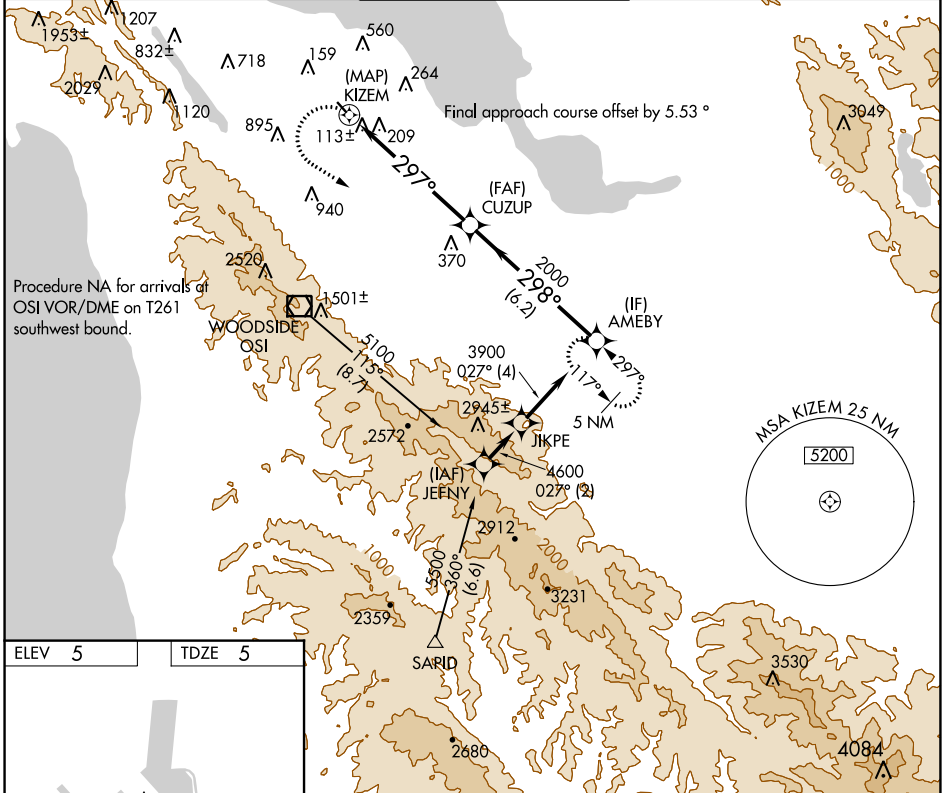 1207
1953±
832±
718
159
560
2029
1120
264
(MAP)
KIZEM
Final approach course offset by 5.53 °
3049
895
113±
209
1000
297°
(FAF)
CUZUP
940
370
2520
2000
298°
(6.2)
Procedure NA for arrivals at
OSI VOR/DME on T261
southwest bound.
1501±
WOODSIDE
OSI
(IF)
AMEBY
5100
115°
(8.7)
3900
027° (4)
297°
117°
5 NM
2945±
JIKPE
2572
MSA KIZEM 25 NM
5200
(IAF)
JEFNY
4600
027° (2)
2912
2000
1000
5500
360°
(6.6)
3231
2359
SAPID
ELEV 5
TDZE 5
3530
2680
4084